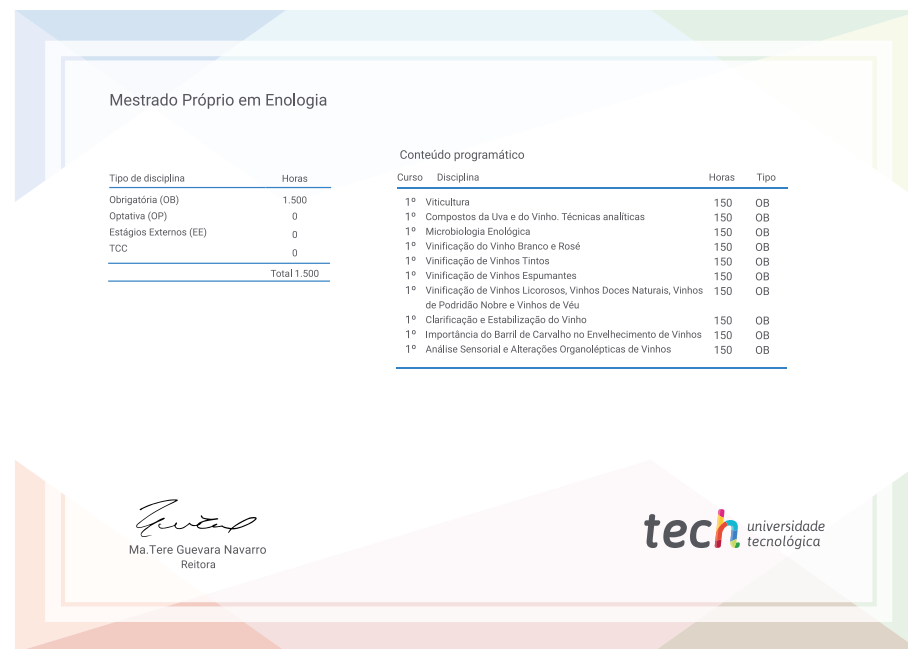 Mestrado Próprio em Enologia
Tipo de disciplina Horas
Obrigatória (OB) 1.500
Optativa (OP) 0
Estágios Externos (EE) 0
TCC 0
Total 1.500
Conteúdo programático
Curso Disciplina Horas Tipo
1º Viticultura 150 OB
1º Compostos da Uva e do Vinho. Técnicas analíticas 150 OB
1º Microbiologia Enológica 150 OB
1º Vinificação do Vinho Branco e Rosé 150 OB
1º Vinificação de Vinhos Tintos 150 OB
1º Vinificação de Vinhos Espumantes 150 OB
1º Vinificação de Vinhos Licorosos, Vinhos Doces Naturais, Vinhos 150 OB
de Podridão Nobre e Vinhos de Véu
1º Clarificação e Estabilização do Vinho 150 OB
1º Importância do Barril de Carvalho no Envelhecimento de Vinhos 150 OB
1º Análise Sensorial e Alterações Organolépticas de Vinhos 150 OB
Ma.Tere Guevara Navarro
Reitora
tech universidade
tecnológica